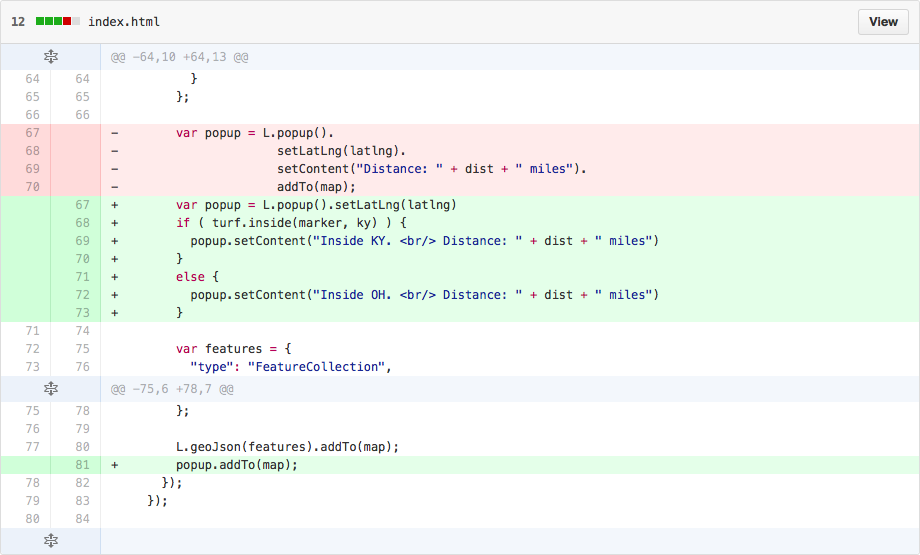 12 index.html View
@@ -64,10 +64,13 @@
64 64 }
65 65 };
66 66
67 - var popup = L.popup().
68 - setLatLng(latlng).
69 - setContent("Distance: " + dist + " miles").
70 - addTo(map);
67 + var popup = L.popup().setLatLng(latlng)
68 + if ( turf.inside(marker, ky) ) {
69 + popup.setContent("Inside KY. <br/> Distance: " + dist + " miles")
70 + }
71 + else {
72 + popup.setContent("Inside OH. <br/> Distance: " + dist + " miles")
73 + }
71 74
72 75 var features = {
73 76 "type": "FeatureCollection",
@@ -75,6 +78,7 @@
75 78 };
76 79
77 80 L.geoJson(features).addTo(map);
81 + popup.addTo(map);
78 82 });
79 83 });
80 84